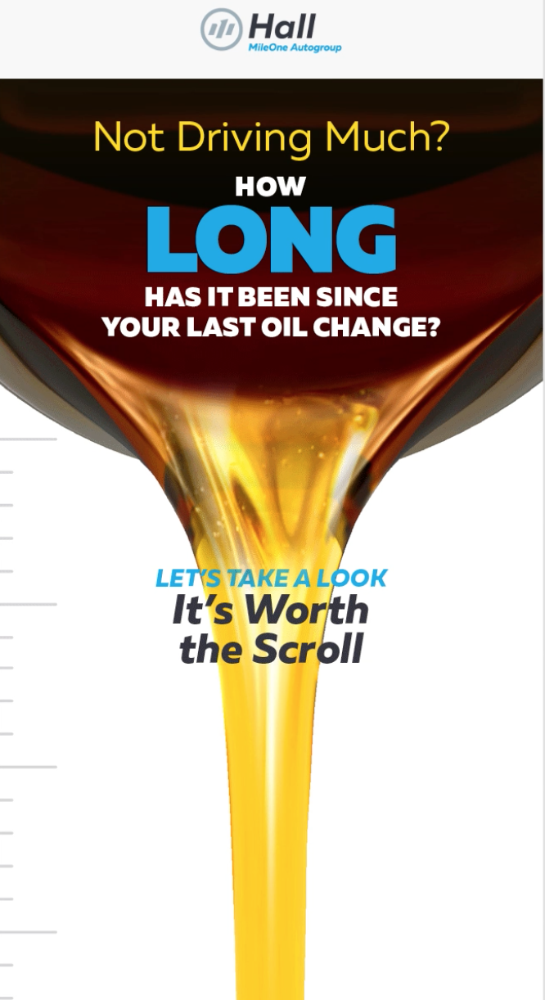 Hall
MileOne Autogroup
Not Driving Much?
HOW
LONG
HAS IT BEEN SINCE
YOUR LAST OIL CHANGE?
LET'S TAKE A LOOK
It's Worth
the Scroll